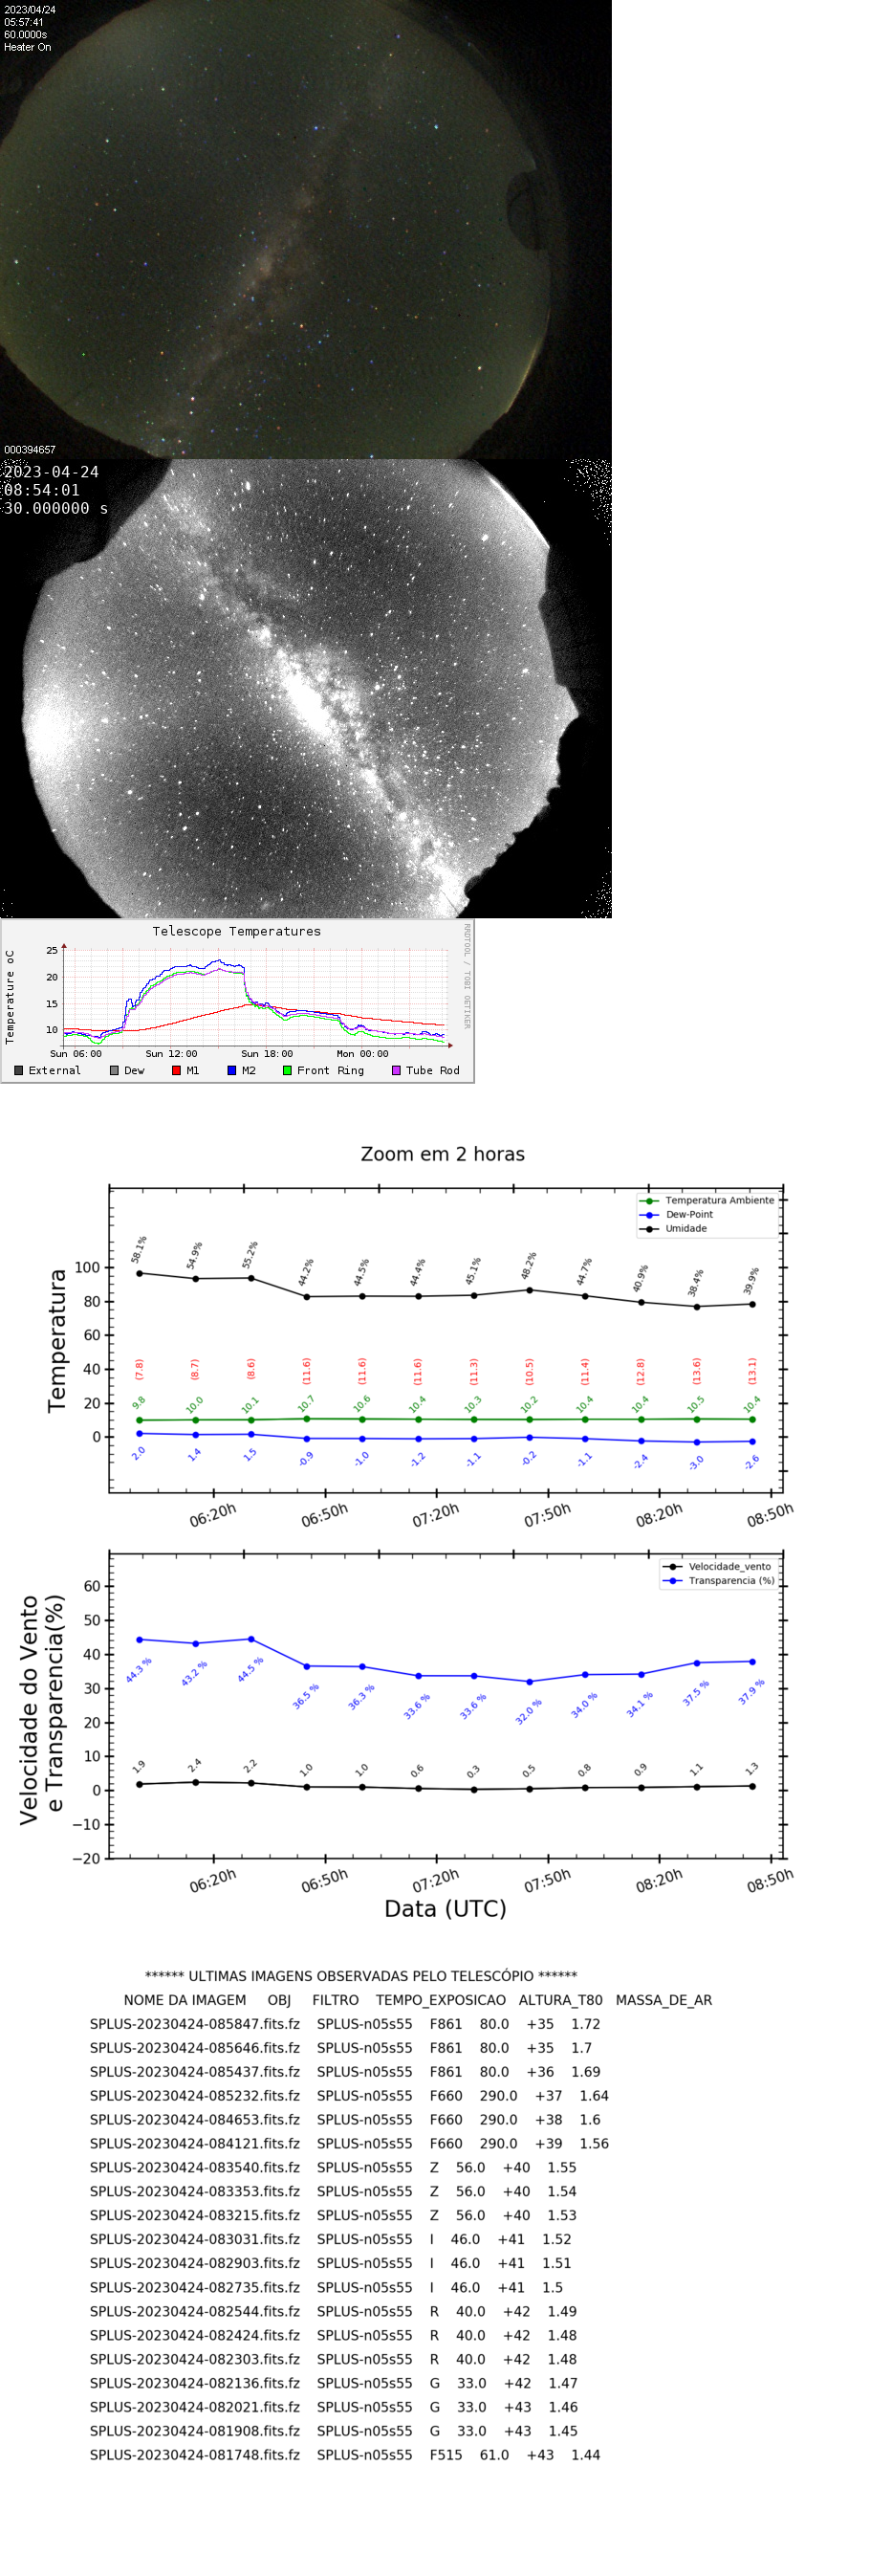 2023/04/24
05:57:41
60.0000s
Heater On
000394657
2023-04-24
08:54:01
30.000000 s
Telescope Temperatures
RRDTOOL / TOBI OETIKER
Temperature oC
25
20
15
10
Sun 06:00 Sun 12:00 Sun 18:00 Mon 00:00
External Dew M1 M2 Front Ring Tube Rod
Zoom em 2 horas
Temperatura Ambiente
Dew-Point
Umidade
Temperatura
100
80
60
40
20
0
58.1% 54.9% 55.2% 44.2% 44.5% 44.4% 45.1% 48.2% 44.7% 40.9% 38.4% 39.9%
(7.8) (8.7) (8.6) (11.6) (11.6) (11.6) (11.3) (10.5) (11.4) (12.8) (13.6) (13.1)
9.8 10.0 10.1 10.7 10.6 10.4 10.3 10.2 10.4 10.4 10.5 10.4
2.0 1.4 1.5 -0.9 -1.0 -1.2 -1.1 -0.2 -1.1 -2.4 -3.0 -2.6
06:20h 06:50h 07:20h 07:50h 08:20h 08:50h
Velocidade_vento
Transparencia (%)
Velocidade do Vento
e Transparencia(%)
60
50
40
30
20
10
0
−10
−20
44.3 % 43.2 % 44.5 % 36.5 % 36.3 % 33.6 % 33.6 % 32.0 % 34.0 % 34.1 % 37.5 % 37.9 %
1.9 2.4 2.2 1.0 1.0 0.6 0.3 0.5 0.8 0.9 1.1 1.3
06:20h 06:50h 07:20h 07:50h 08:20h 08:50h
Data (UTC)
****** ULTIMAS IMAGENS OBSERVADAS PELO TELESCÓPIO ******
NOME DA IMAGEM OBJ FILTRO TEMPO_EXPOSICAO ALTURA_T80 MASSA_DE_AR
SPLUS-20230424-085847.fits.fz SPLUS-n05s55 F861 80.0 +35 1.72
SPLUS-20230424-085646.fits.fz SPLUS-n05s55 F861 80.0 +35 1.7
SPLUS-20230424-085437.fits.fz SPLUS-n05s55 F861 80.0 +36 1.69
SPLUS-20230424-085232.fits.fz SPLUS-n05s55 F660 290.0 +37 1.64
SPLUS-20230424-084653.fits.fz SPLUS-n05s55 F660 290.0 +38 1.6
SPLUS-20230424-084121.fits.fz SPLUS-n05s55 F660 290.0 +39 1.56
SPLUS-20230424-083540.fits.fz SPLUS-n05s55 Z 56.0 +40 1.55
SPLUS-20230424-083353.fits.fz SPLUS-n05s55 Z 56.0 +40 1.54
SPLUS-20230424-083215.fits.fz SPLUS-n05s55 Z 56.0 +40 1.53
SPLUS-20230424-083031.fits.fz SPLUS-n05s55 I 46.0 +41 1.52
SPLUS-20230424-082903.fits.fz SPLUS-n05s55 I 46.0 +41 1.51
SPLUS-20230424-082735.fits.fz SPLUS-n05s55 I 46.0 +41 1.5
SPLUS-20230424-082544.fits.fz SPLUS-n05s55 R 40.0 +42 1.49
SPLUS-20230424-082424.fits.fz SPLUS-n05s55 R 40.0 +42 1.48
SPLUS-20230424-082303.fits.fz SPLUS-n05s55 R 40.0 +42 1.48
SPLUS-20230424-082136.fits.fz SPLUS-n05s55 G 33.0 +42 1.47
SPLUS-20230424-082021.fits.fz SPLUS-n05s55 G 33.0 +43 1.46
SPLUS-20230424-081908.fits.fz SPLUS-n05s55 G 33.0 +43 1.45
SPLUS-20230424-081748.fits.fz SPLUS-n05s55 F515 61.0 +43 1.44